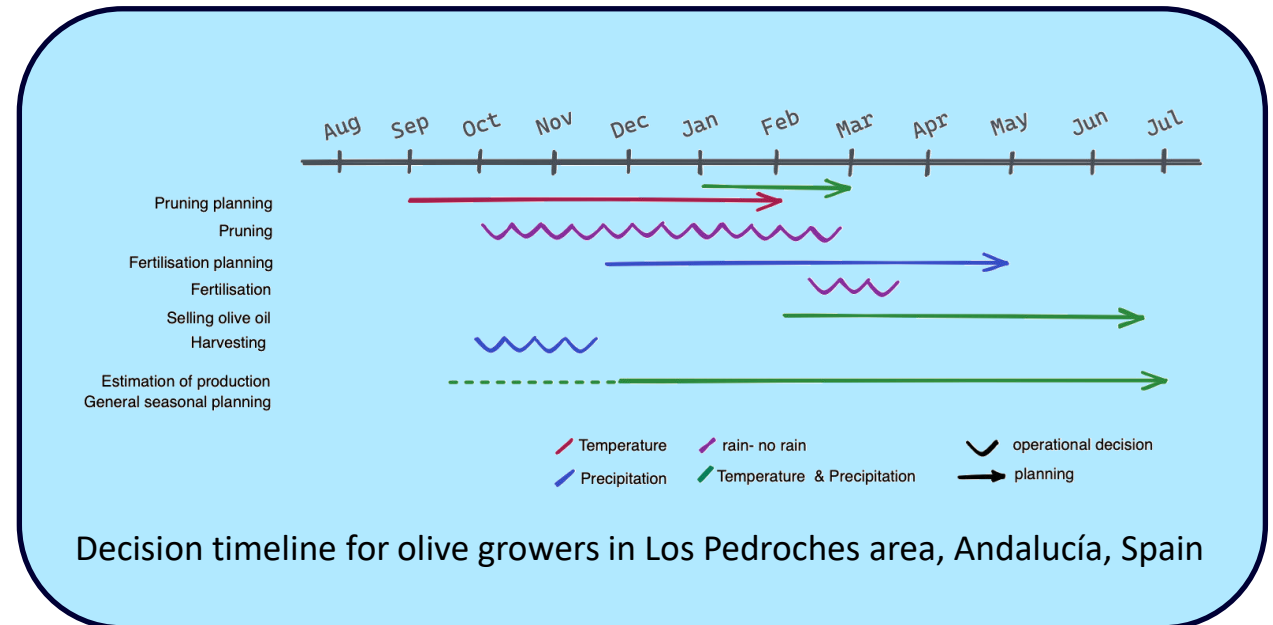 Aug Sep Oct Nov Dec Jan Feb Mar Apr May Jun Jul
Pruning planning
Pruning
Fertilisation planning
Fertilisation
Selling olive oil
Harvesting
Estimation of production
General seasonal planning
Temperature rain- no rain operational decision
Precipitation Temperature & Precipitation planning
Decision timeline for olive growers in Los Pedroches area, Andalucía, Spain